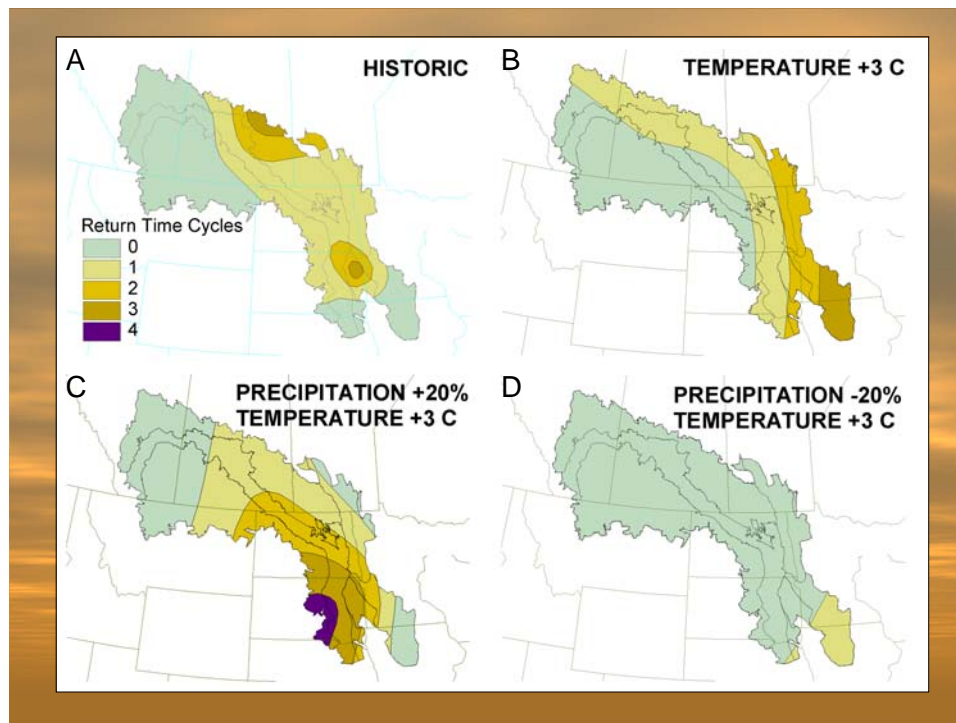 A
HISTORIC
Return Time Cycles
0
1
2
3
4
B
TEMPERATURE +3 C
C
PRECIPITATION +20%
TEMPERATURE +3 C
D
PRECIPITATION -20%
TEMPERATURE +3 C